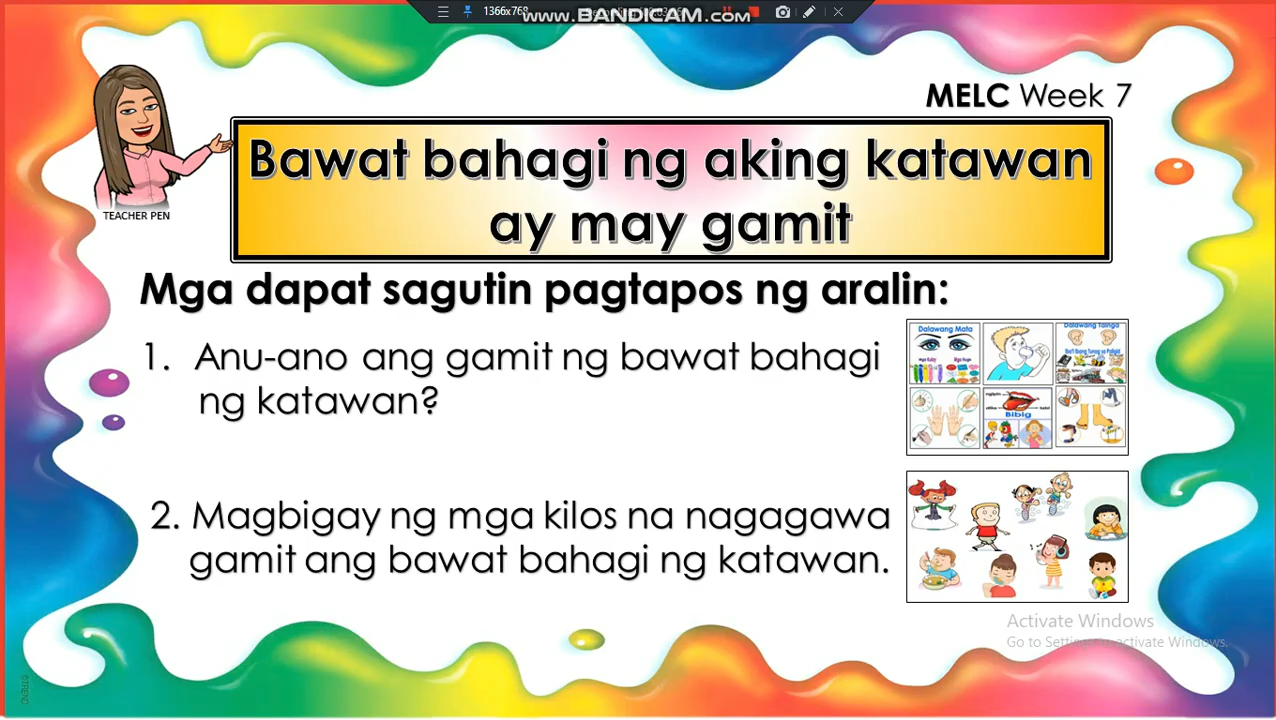 1366x768
www.BANDICAM.com
MELC Week 7
Bawat bahagi ng aking katawan
ay may gamit
TEACHER PEN
Mga dapat sagutin pagtapos ng aralin:
1. Anu-ano ang gamit ng bawat bahagi
ng katawan?
Dalawang Mata
Dalawang Tainga
Bibig
2. Magbigay ng mga kilos na nagagawa
gamit ang bawat bahagi ng katawan.
Activate Windows
Go to Settings to activate Windows.